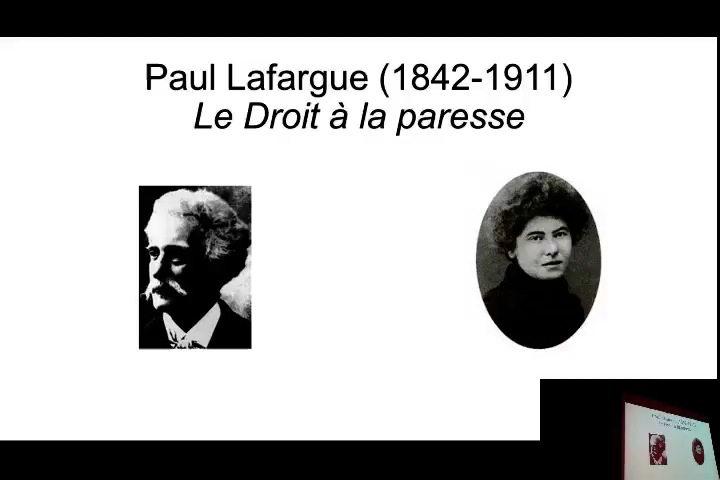 Paul Lafargue (1842-1911)
Le Droit à la paresse